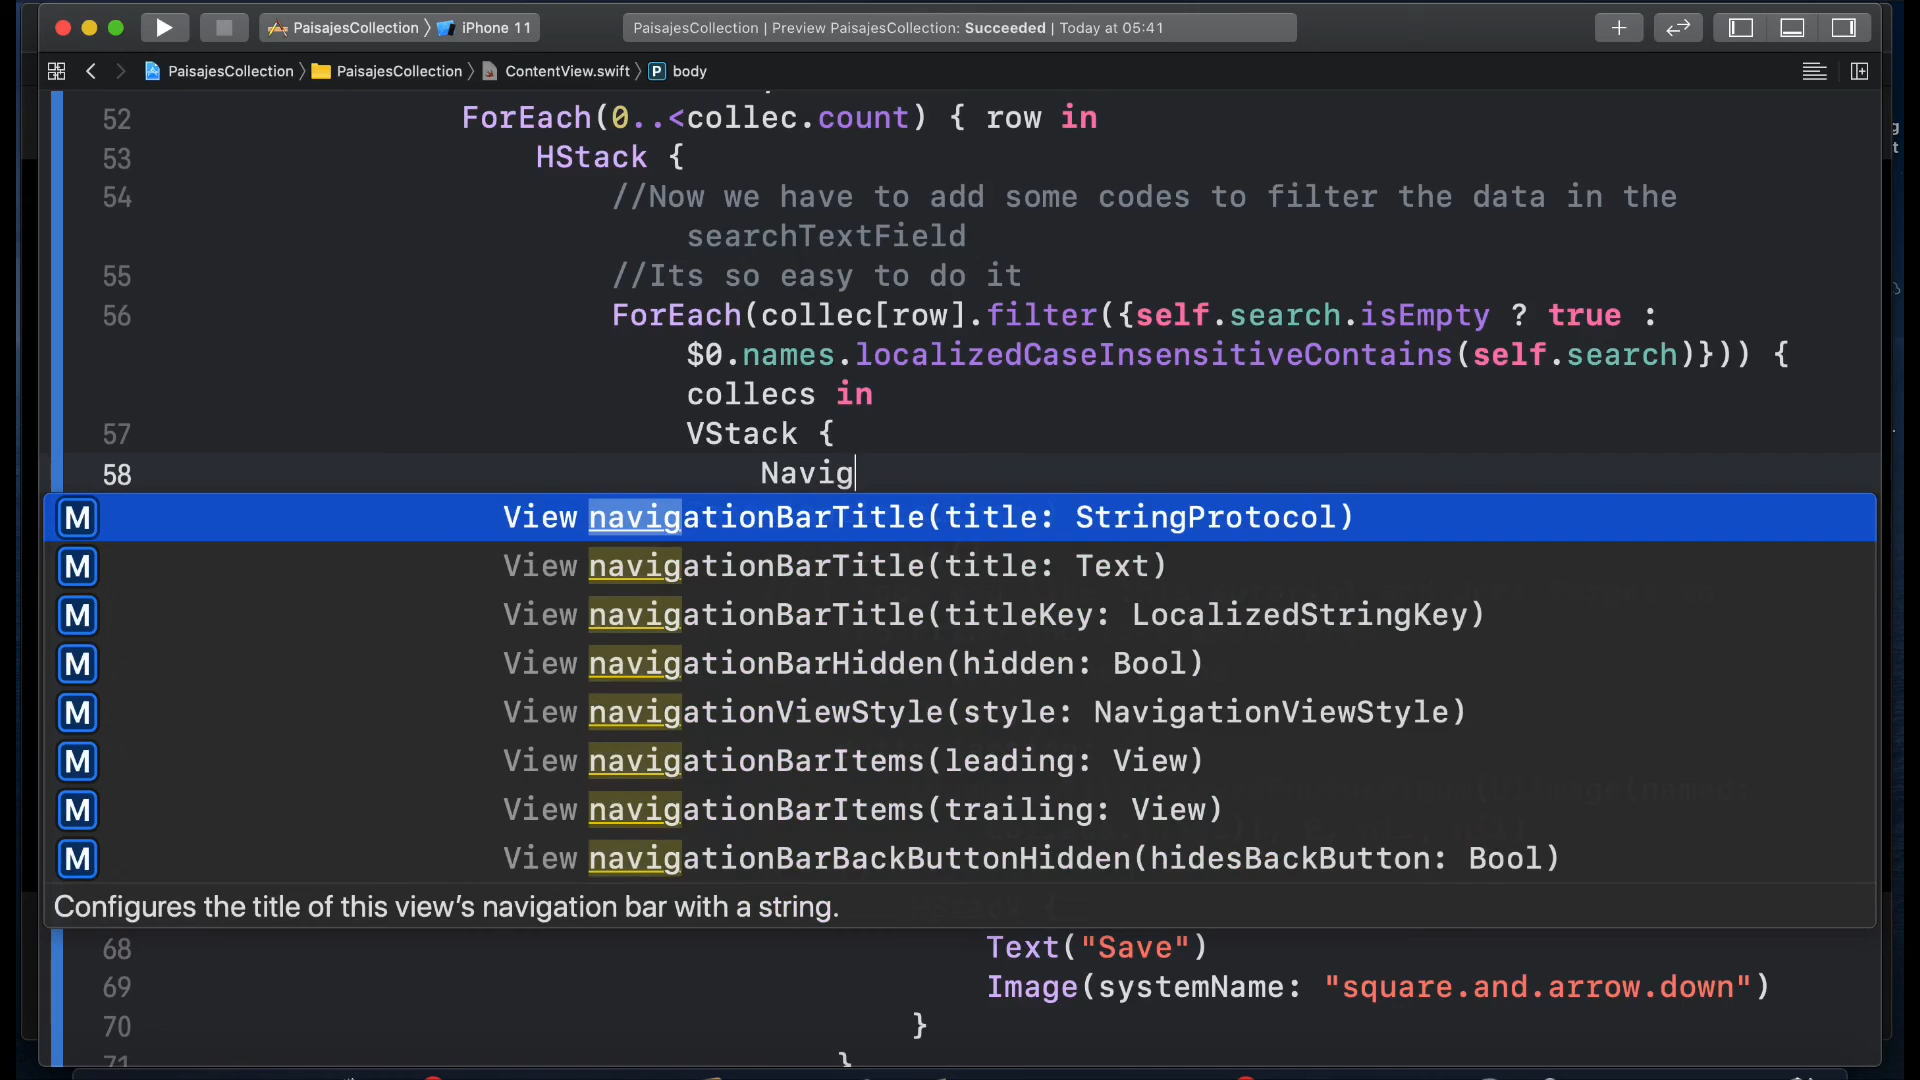 PaisajesCollection 〉 iPhone 11
PaisajesCollection | Preview PaisajesCollection: Succeeded | Today at 05:41
PaisajesCollection 〉 PaisajesCollection 〉 ContentView.swift 〉 P body
52 ForEach(0..<collec.count) { row in
53 HStack {
54 //Now we have to add some codes to filter the data in the
searchTextField
55 //Its so easy to do it
56 ForEach(collec[row].filter({self.search.isEmpty ? true :
$0.names.localizedCaseInsensitiveContains(self.search)})) {
collecs in
57 VStack {
58 Navig
M View navigationBarTitle(title: StringProtocol)
M View navigationBarTitle(title: Text)
M View navigationBarTitle(titleKey: LocalizedStringKey)
M View navigationBarHidden(hidden: Bool)
M View navigationViewStyle(style: NavigationViewStyle)
M View navigationBarItems(leading: View)
M View navigationBarItems(trailing: View)
M View navigationBarBackButtonHidden(hidesBackButton: Bool)
Configures the title of this view's navigation bar with a string.
68 Text("Save")
69 Image(systemName: "square.and.arrow.down")
70 }
71 }